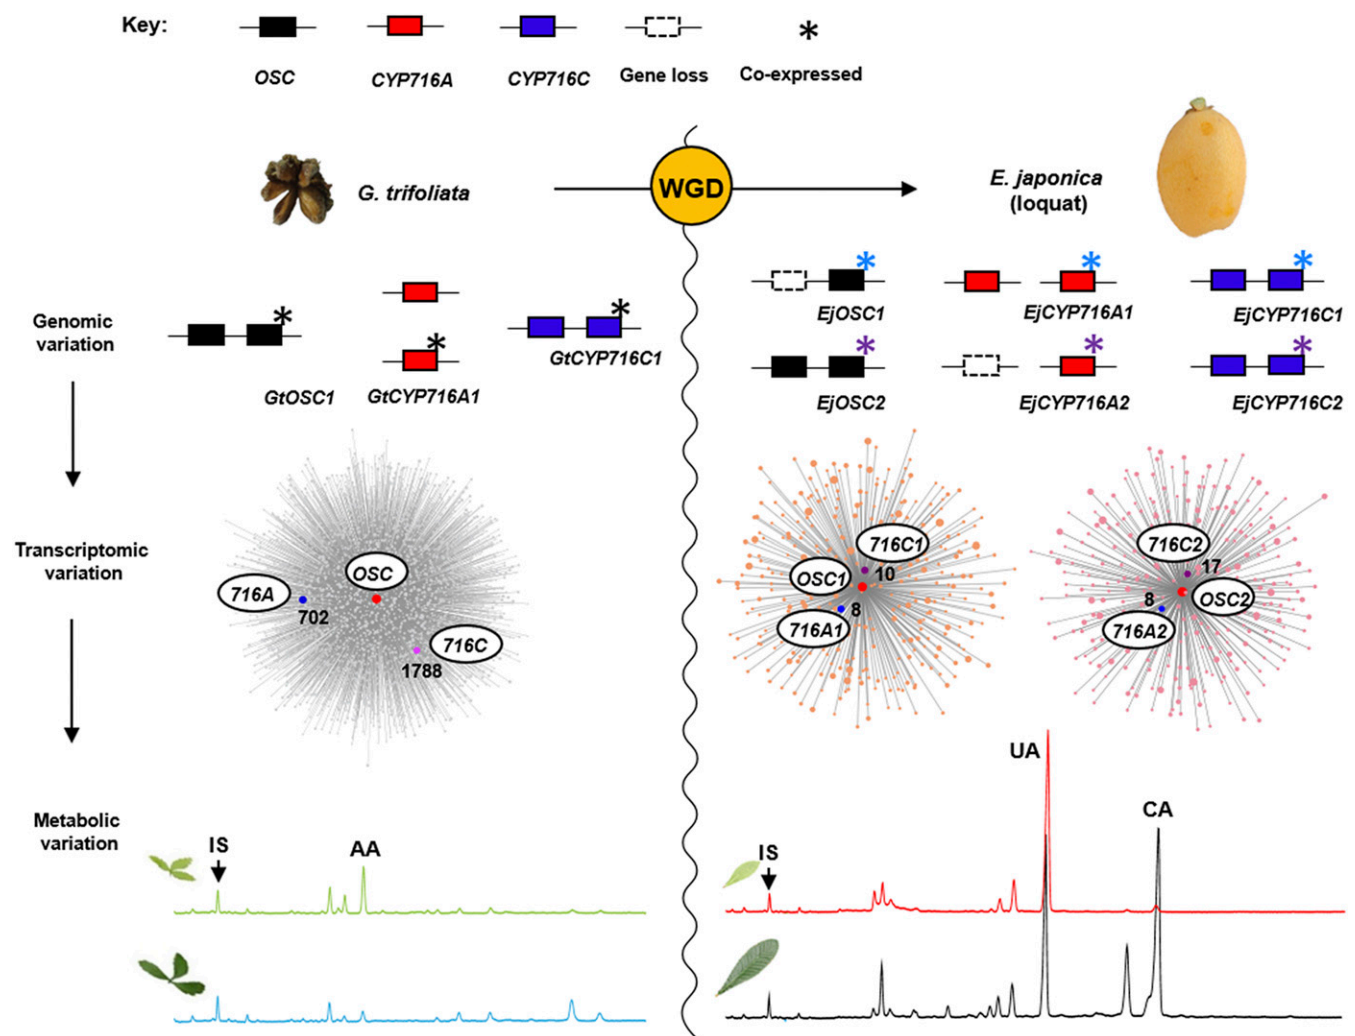 Key:
OSC
CYP716A
CYP716C
Gene loss
*
Co-expressed
G. trifoliata
WGD
E. japonica
(loquat)
Genomic
variation
*
GtOSC1
*
GtCYP716A1
*
GtCYP716C1
*
EjOSC1
*
EjCYP716A1
*
EjCYP716C1
*
EjOSC2
*
EjCYP716A2
*
EjCYP716C2
Transcriptomic
variation
716A
702
OSC
716C
1788
716C1
10
OSC1
8
716A1
716C2
17
8
OSC2
716A2
Metabolic
variation
IS
AA
IS
UA
CA